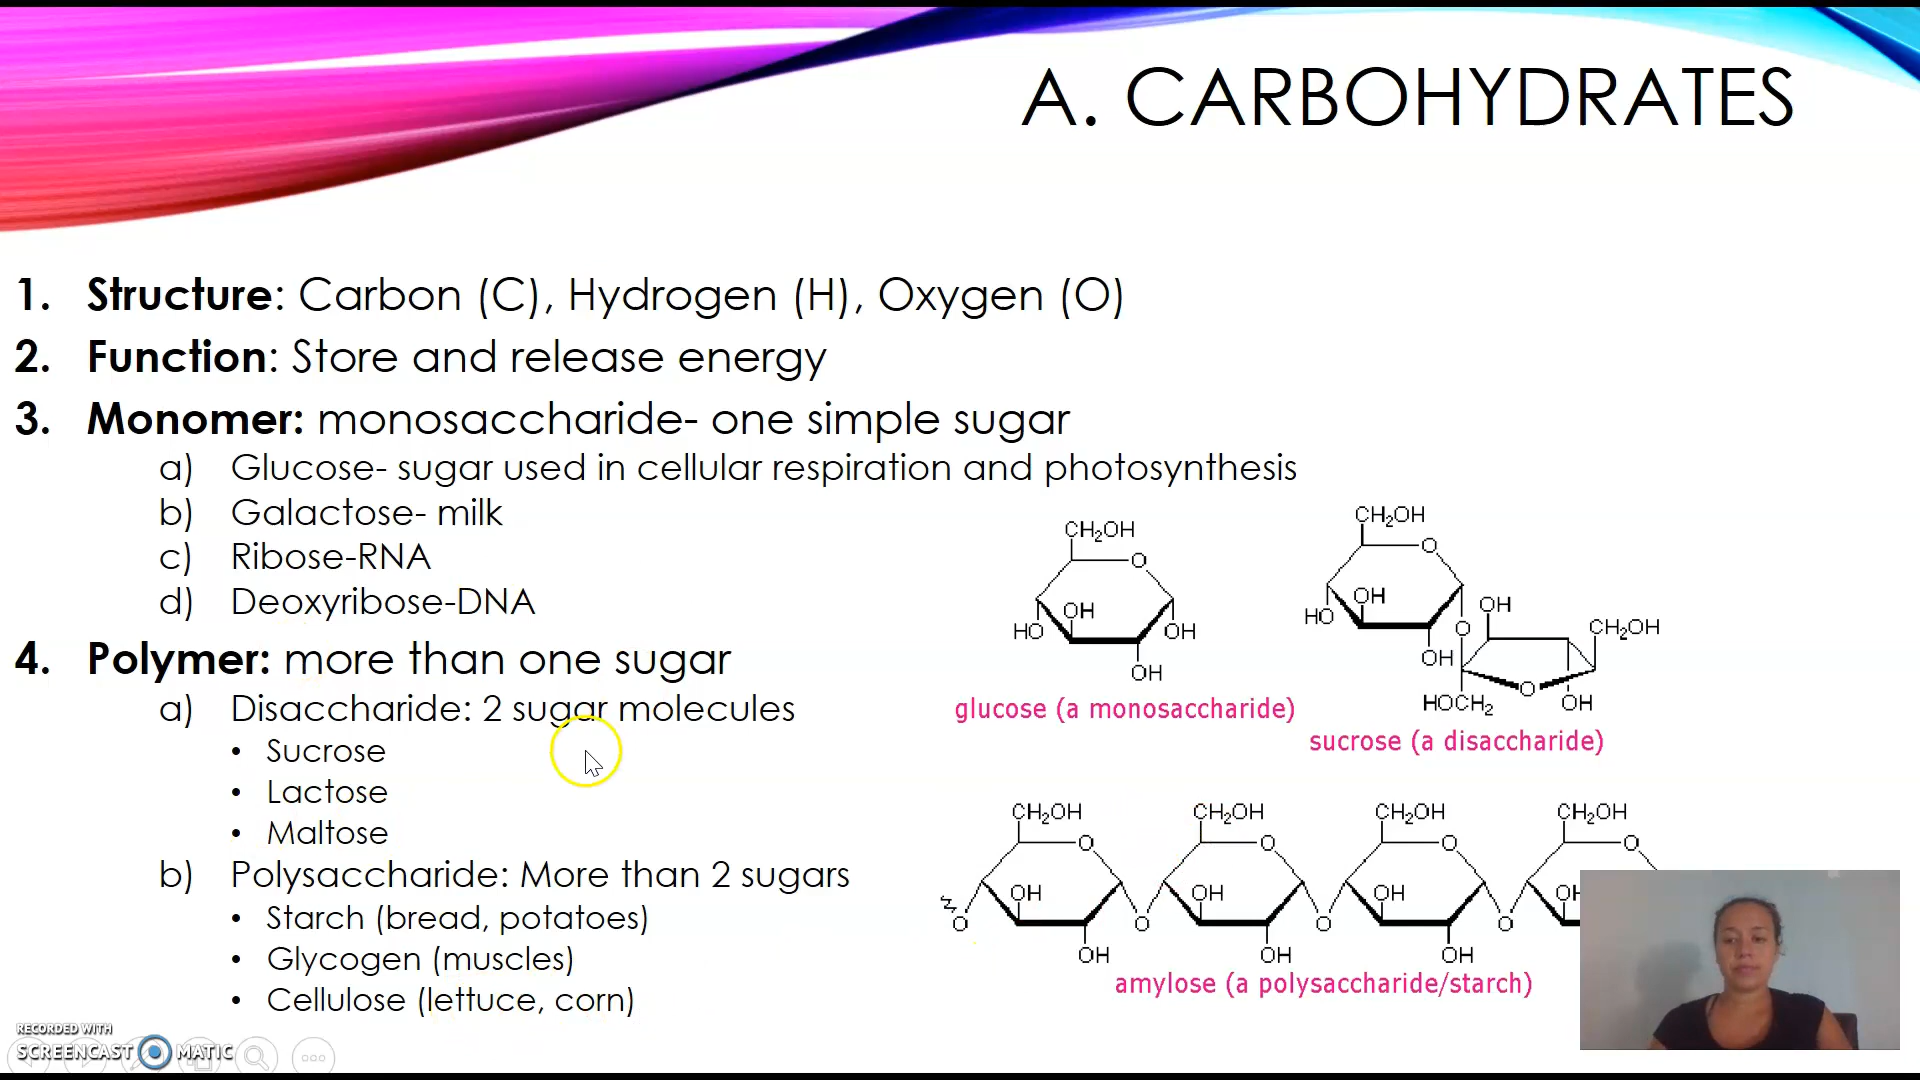 A. CARBOHYDRATES
1. Structure: Carbon (C), Hydrogen (H), Oxygen (O)
2. Function: Store and release energy
3. Monomer: monosaccharide- one simple sugar
a) Glucose- sugar used in cellular respiration and photosynthesis
b) Galactose- milk
c) Ribose-RNA
d) Deoxyribose-DNA
4. Polymer: more than one sugar
a) Disaccharide: 2 sugar molecules
• Sucrose
• Lactose
• Maltose
b) Polysaccharide: More than 2 sugars
• Starch (bread, potatoes)
• Glycogen (muscles)
• Cellulose (lettuce, corn)
CH₂OH
O
OH
HO
OH
OH
glucose (a monosaccharide)
CH₂OH
O
OH
HO
OH
O
OH
CH₂OH
HOCH₂
O
OH
sucrose (a disaccharide)
CH₂OH CH₂OH CH₂OH CH₂OH
O O O O
OH OH OH OH
O O O O
OH OH OH
amylose (a polysaccharide/starch)
RECORDED WITH
SCREENCAST MATIC